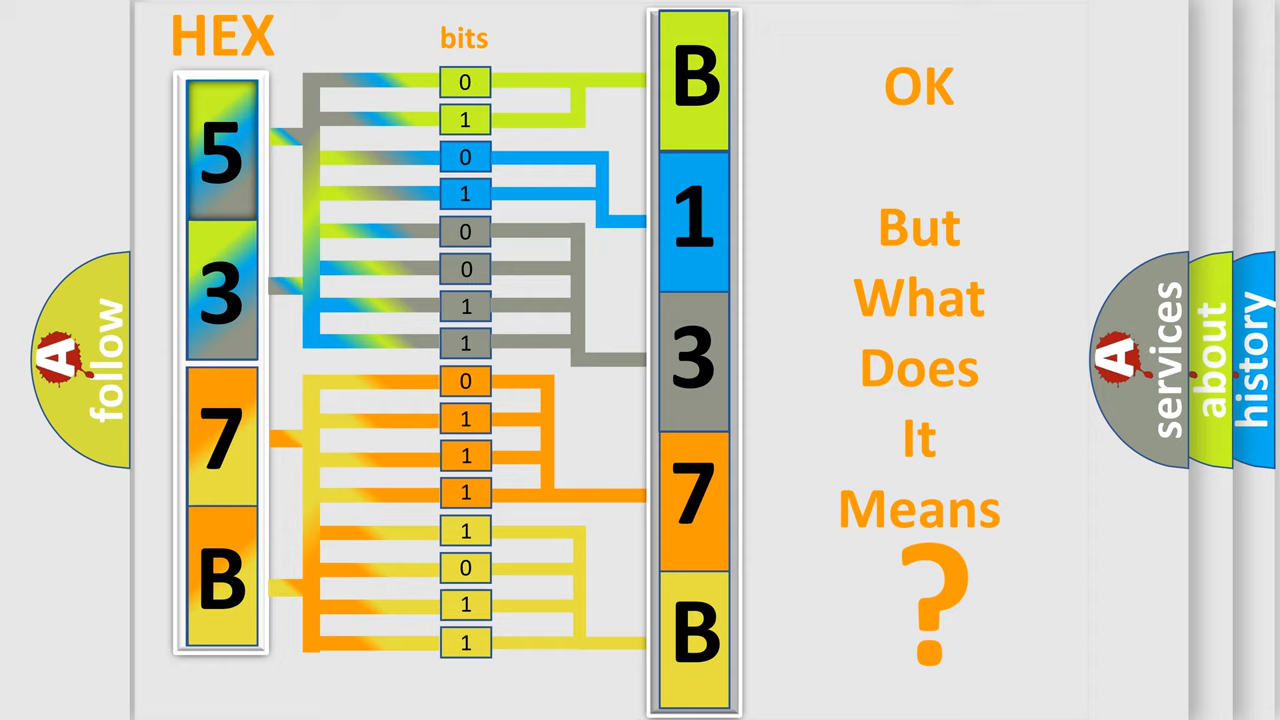 HEX
bits
5
3
7
B
0
1
0
1
0
0
1
1
0
1
1
1
1
0
1
1
B
1
3
7
B
OK
But
What
Does
It
Means
?
A
follow
A
services
about
history